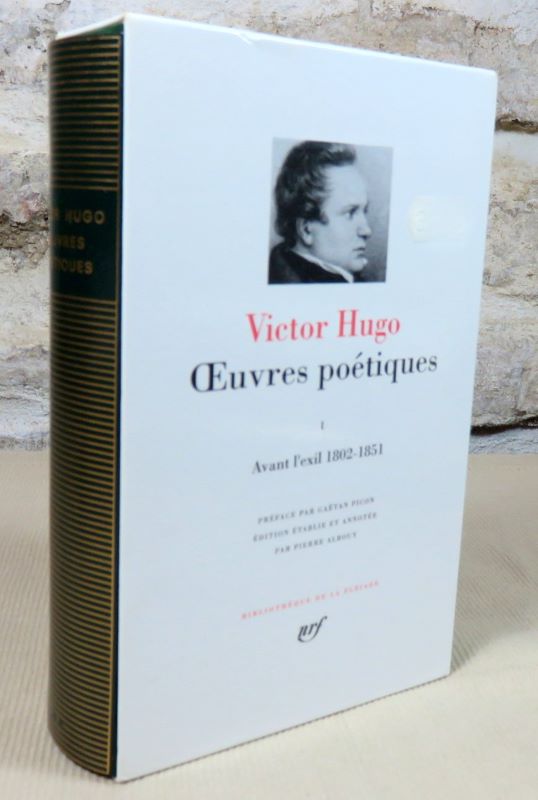 HUGO
Victor Hugo
Œuvres poétiques
I
Avant l'exil 1802-1851
PRÉFACE PAR GAËTAN PICON
ÉDITION ÉTABLIE ET ANNOTÉE
PAR PIERRE ALBOUY
BIBLIOTHÈQUE DE LA PLÉIADE
nrf